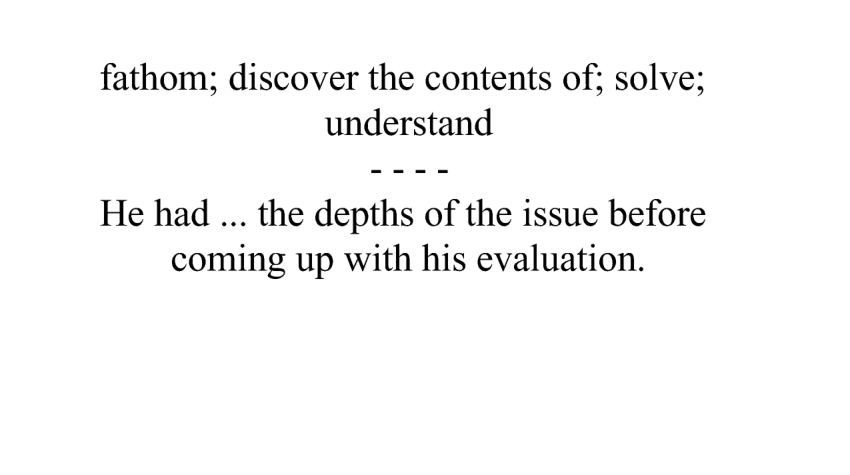 fathom; discover the contents of; solve;
understand
- - - -
He had ... the depths of the issue before
coming up with his evaluation.